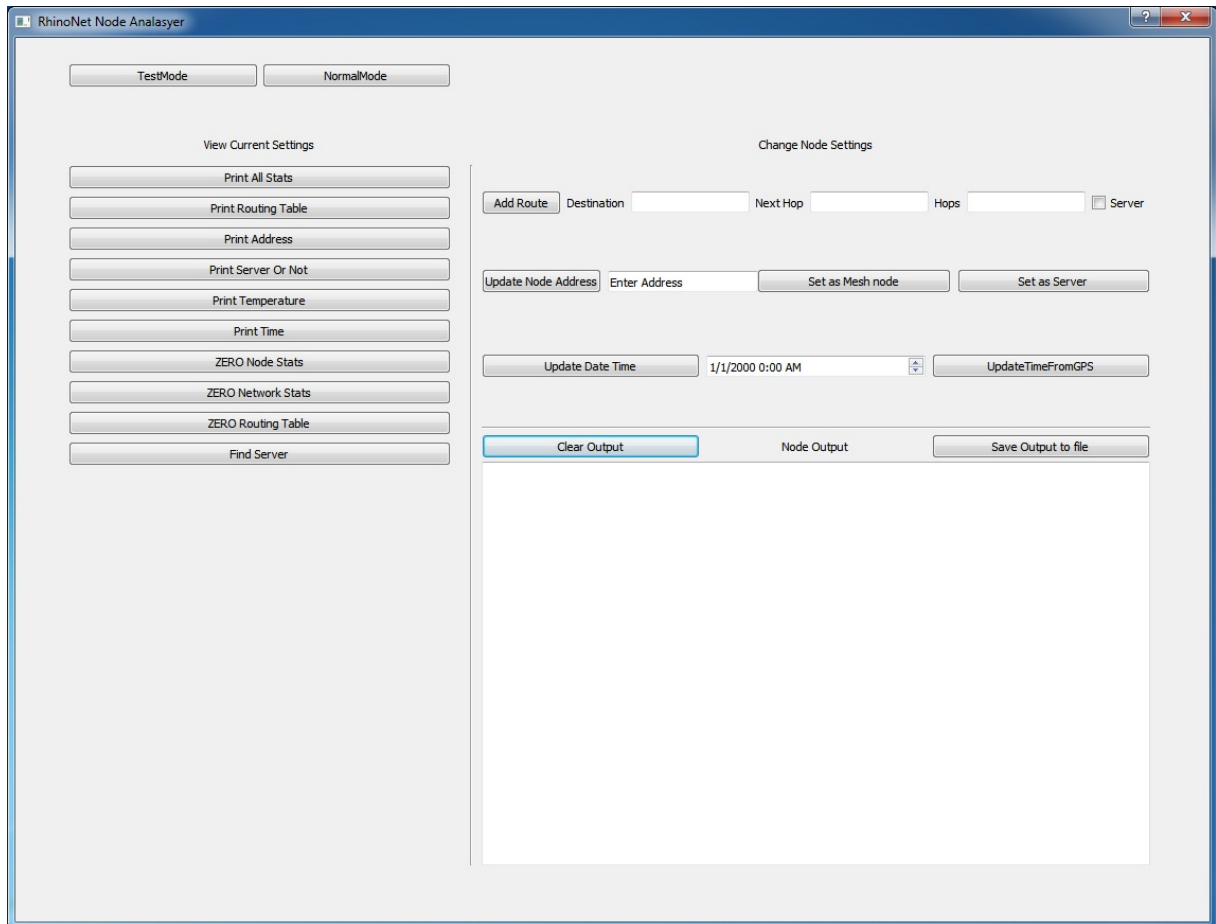 RhinoNet Node Analasyer
?
X
TestMode
NormalMode
View Current Settings
Print All Stats
Print Routing Table
Print Address
Print Server Or Not
Print Temperature
Print Time
ZERO Node Stats
ZERO Network Stats
ZERO Routing Table
Find Server
Change Node Settings
Add Route Destination Next Hop Hops Server
Update Node Address Enter Address Set as Mesh node Set as Server
Update Date Time 1/1/2000 0:00 AM UpdateTimeFromGPS
Clear Output Node Output Save Output to file